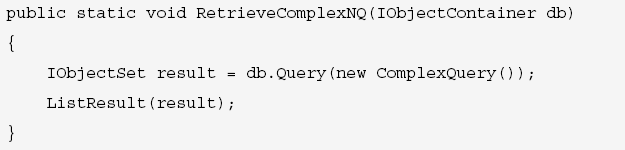 public static void RetrieveComplexNQ(IObjectContainer db)
{
    IObjectSet result = db.Query(new ComplexQuery());
    ListResult(result);
}